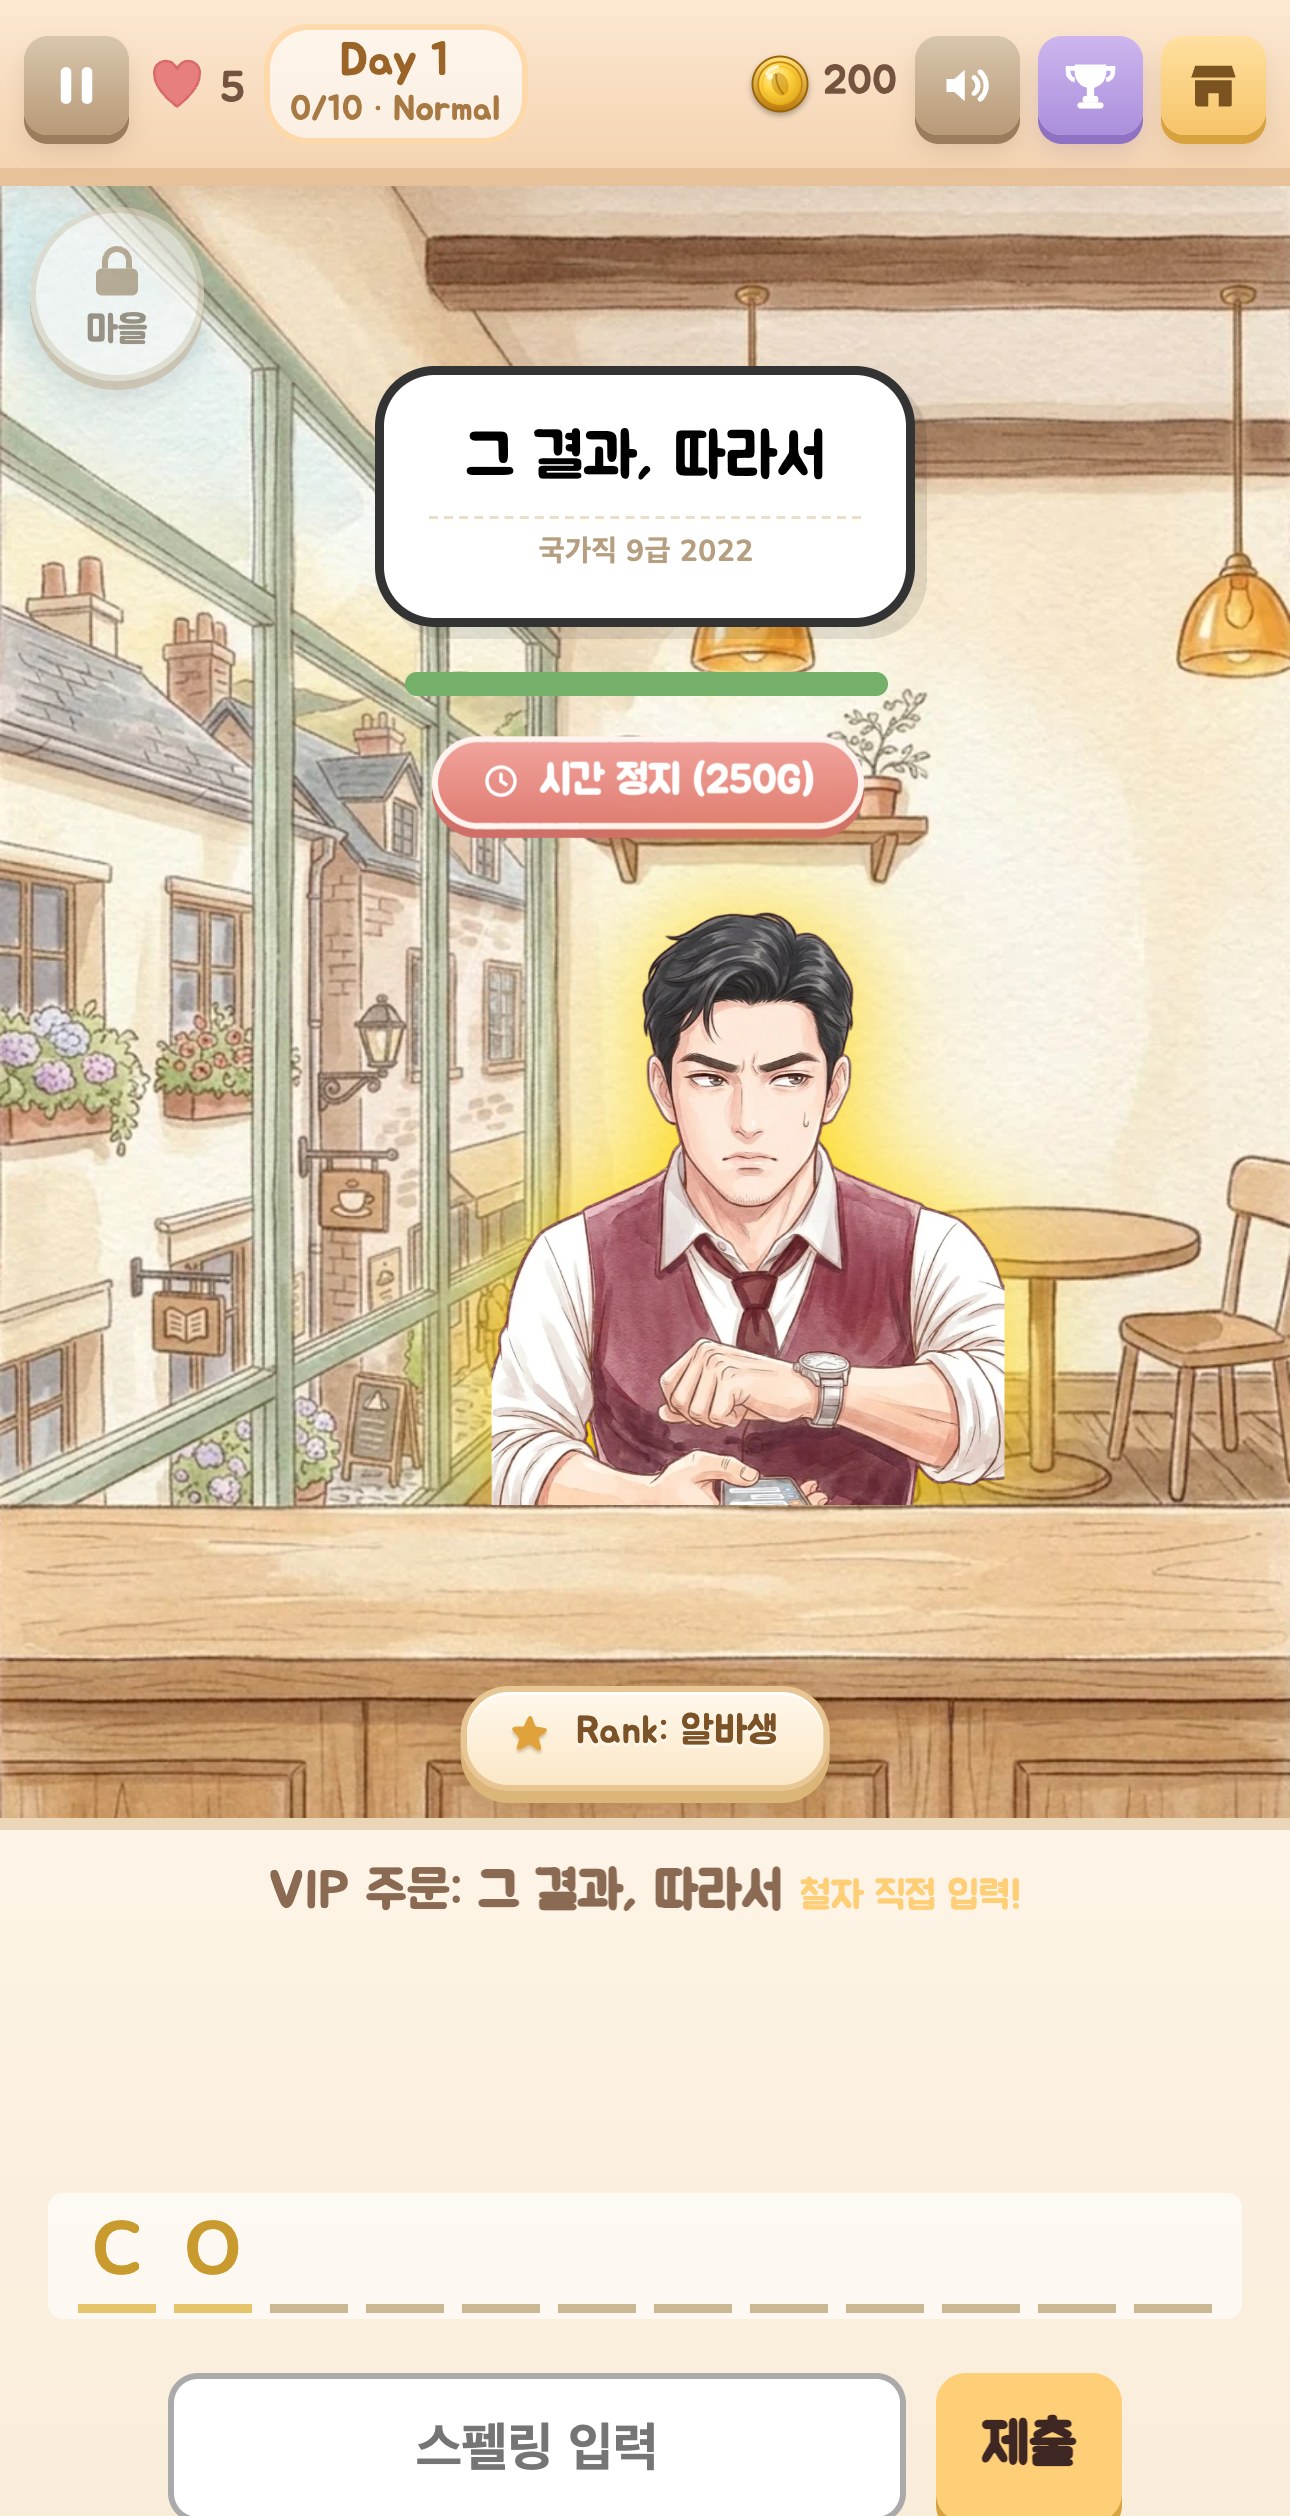 5
Day 1
0/10 · Normal
200
마을
그 결과, 따라서
국가직 9급 2022
시간 정지 (250G)
Rank: 알바생
VIP 주문: 그 결과, 따라서 철자 직접 입력!
C O
스펠링 입력
제출